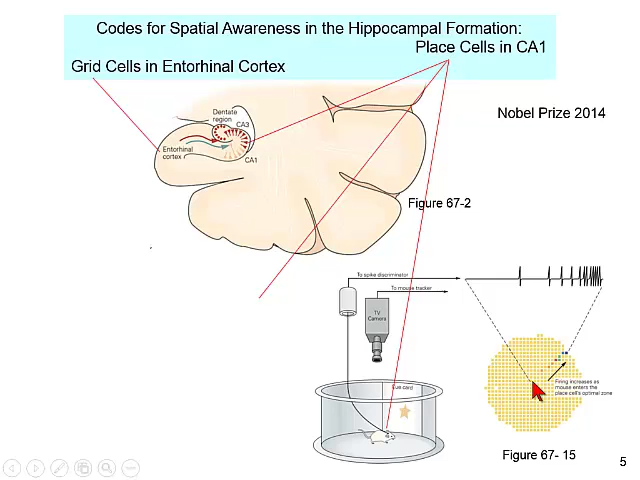 Codes for Spatial Awareness in the Hippocampal Formation:
Place Cells in CA1
Grid Cells in Entorhinal Cortex
Nobel Prize 2014
Dentate
region
CA3
Entorhinal
cortex
CA1
Figure 67-2
To spike discriminator
To mouse tracker
TV
Camera
Cue card
Firing increases as
mouse enters the
place cell's optimal zone
Figure 67- 15
5